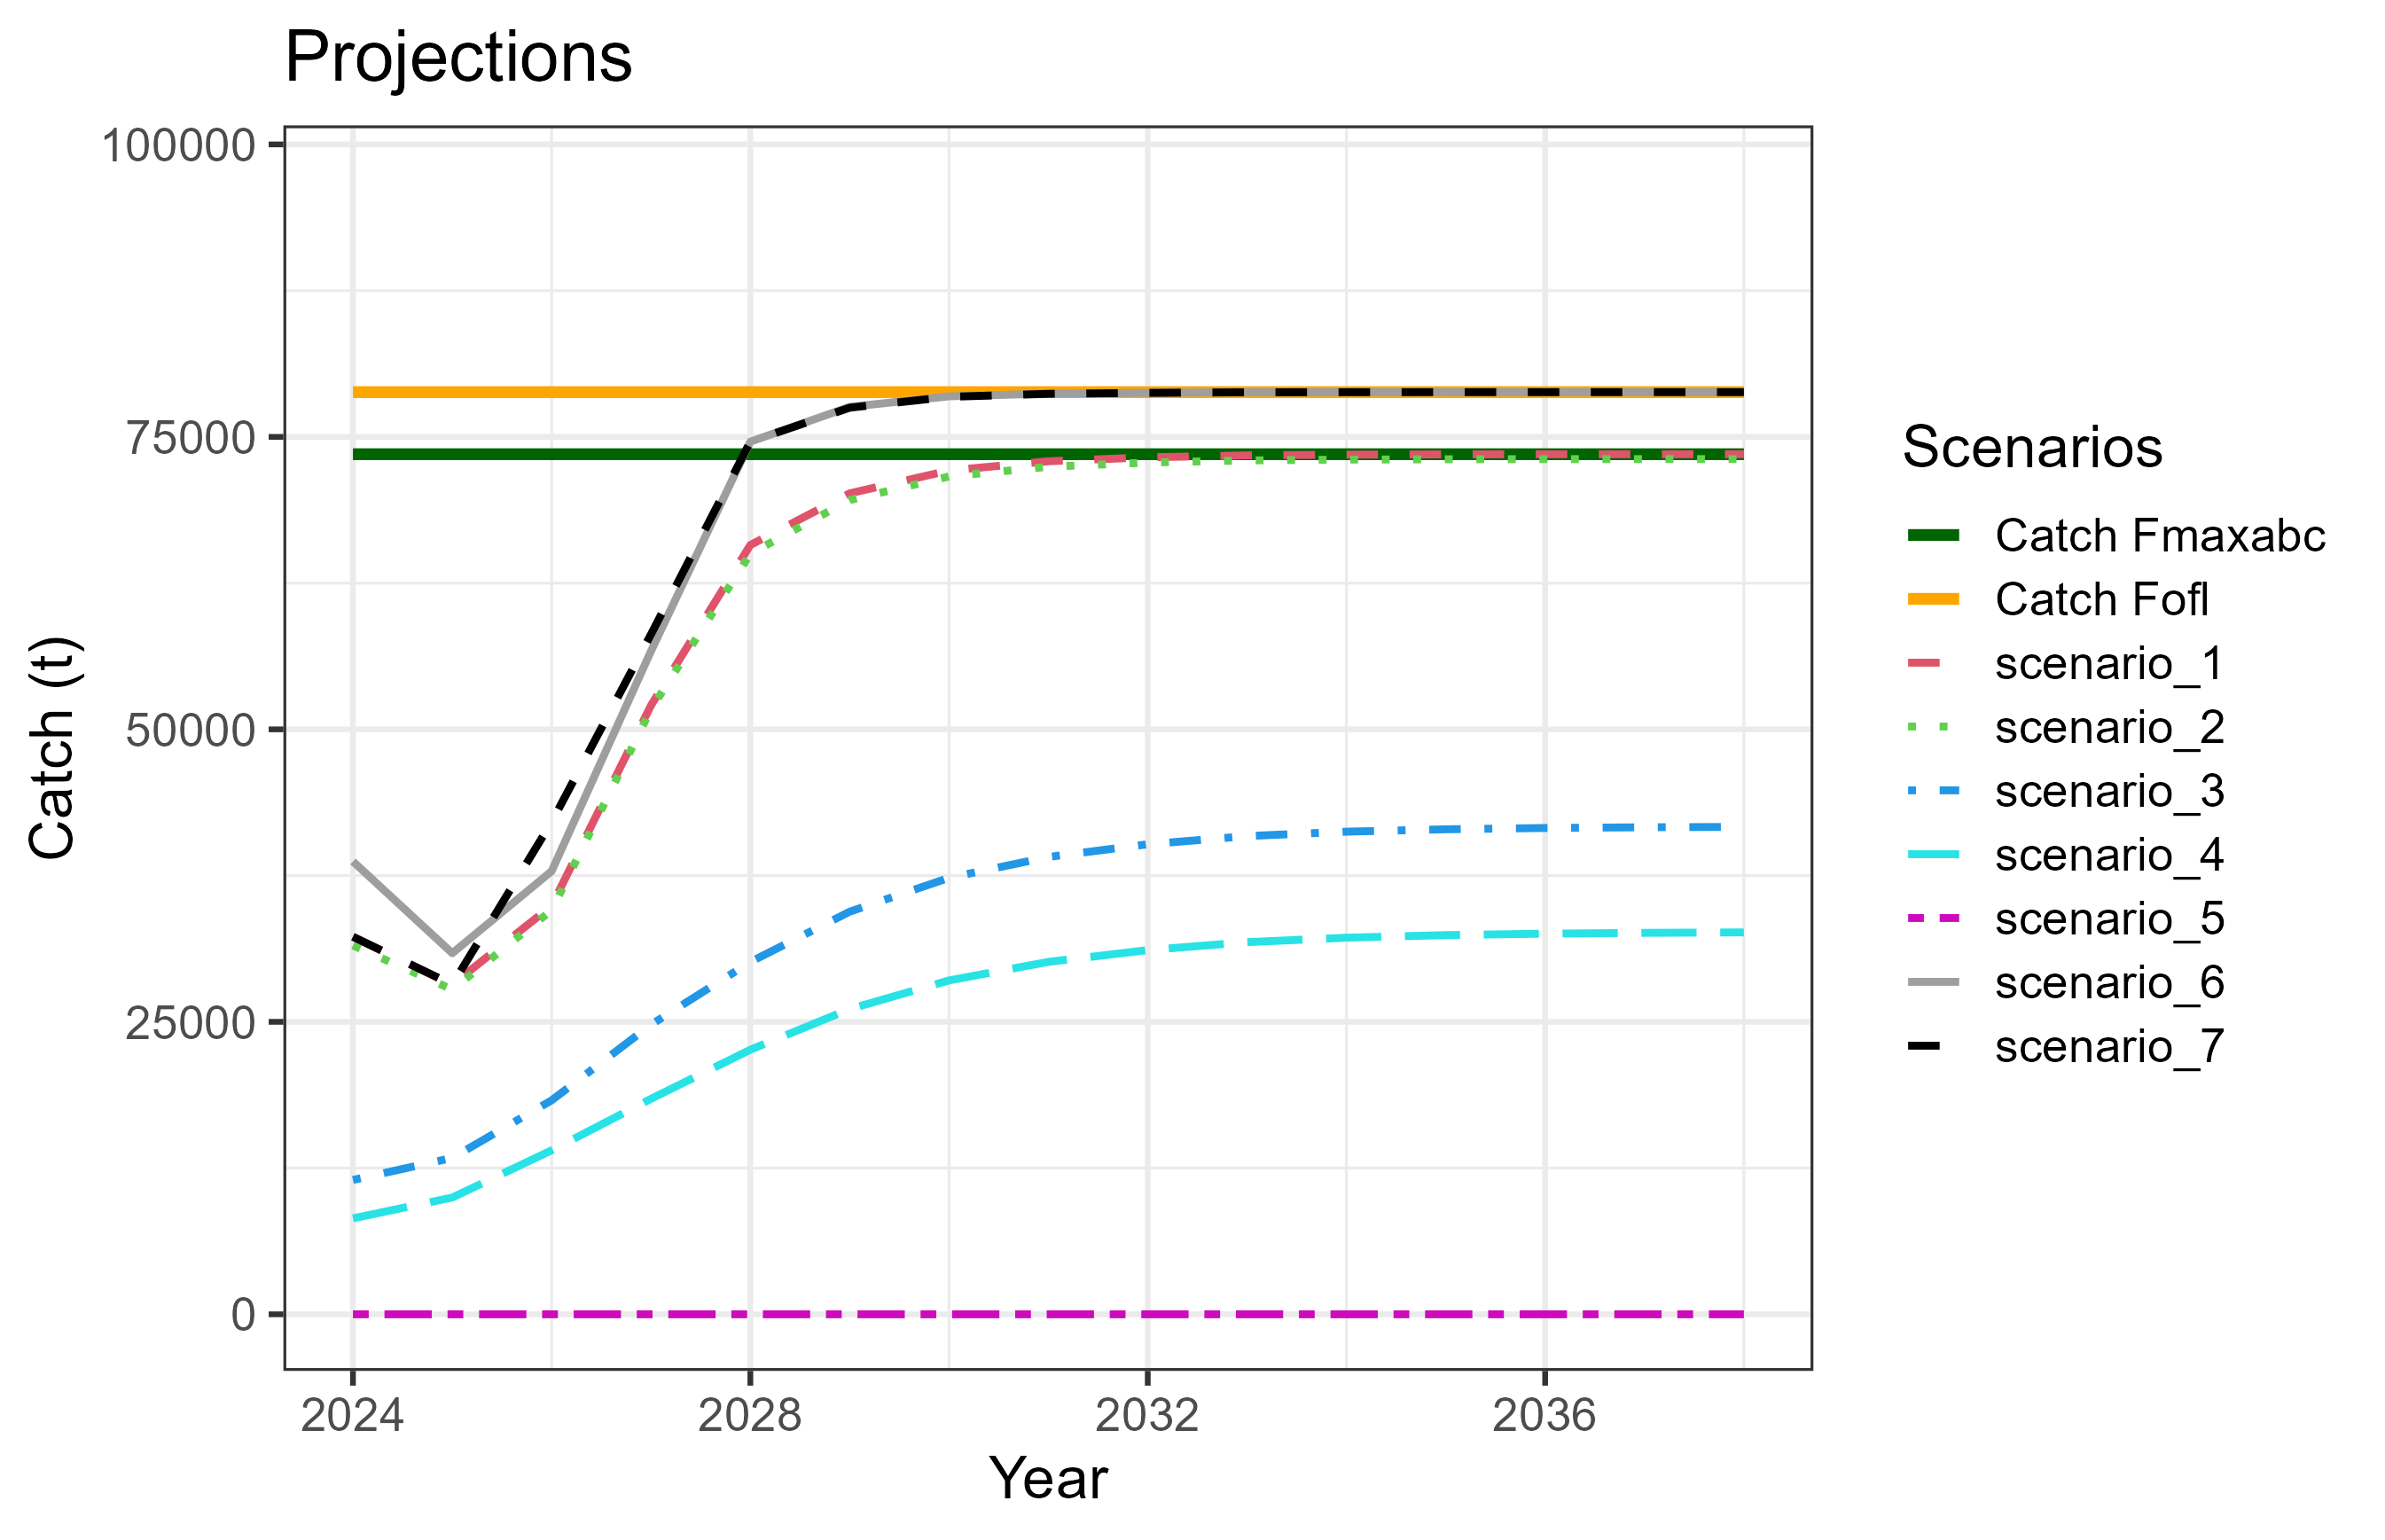 Projections
100000
75000
50000
25000
0
Catch (t)
2024
2028
2032
2036
Year
Scenarios
Catch Fmaxabc
Catch Fofl
scenario_1
scenario_2
scenario_3
scenario_4
scenario_5
scenario_6
scenario_7